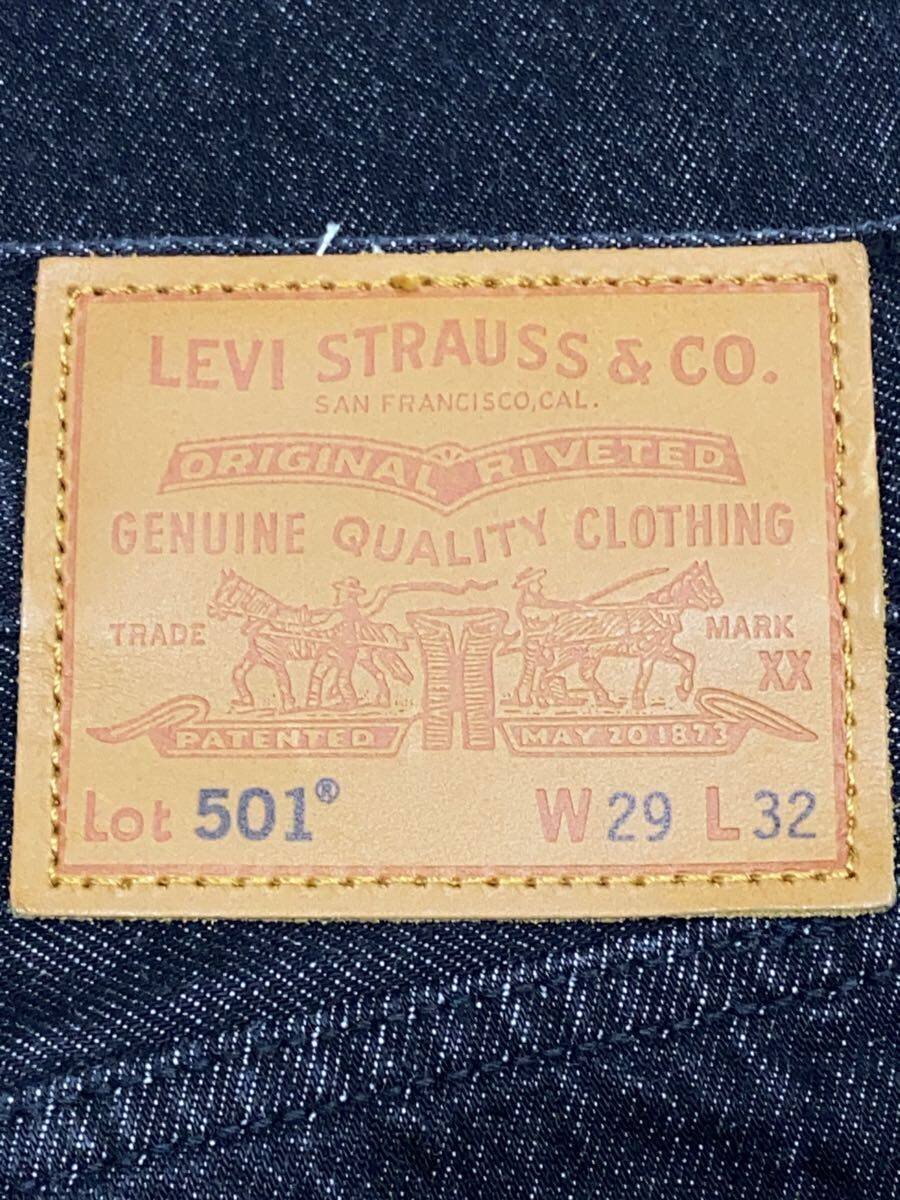 LEVI STRAUSS & CO.
SAN FRANCISCO, CAL.
ORIGINAL RIVETED
GENUINE QUALITY CLOTHING
TRADE MARK
XX
PATENTED MAY 20 1873
Lot 501® W 29 L 32